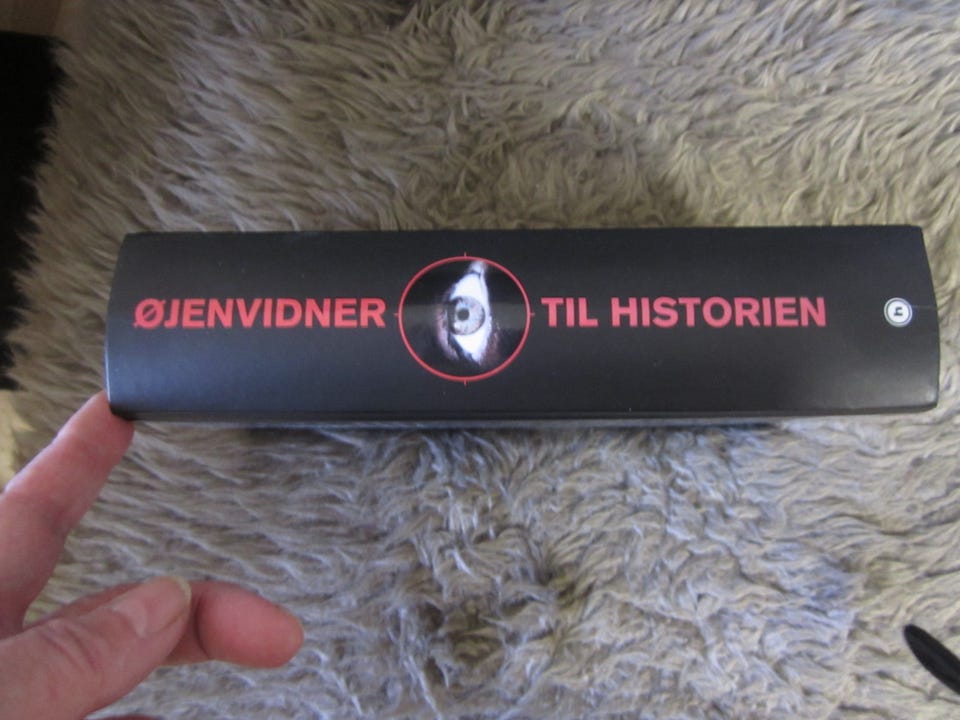 ØJENVIDNER TIL HISTORIEN
h